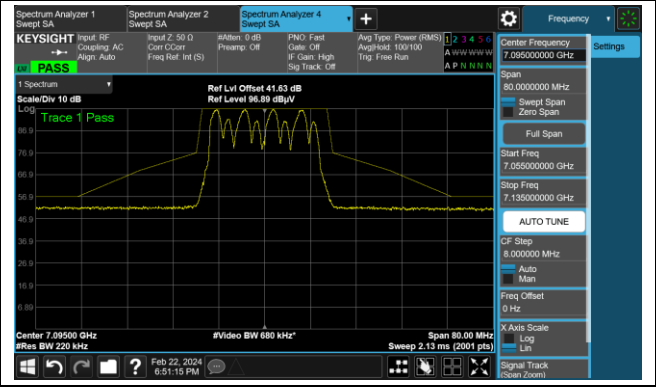 Spectrum Analyzer 1
Swept SA
Spectrum Analyzer 2
Swept SA
Spectrum Analyzer 4
Swept SA
Frequency
KEYSIGHT
Input: RF
Coupling: AC
Align: Auto
Input Z: 50 Ω
Corr CCorr
Freq Ref: Int (S)
#Atten: 0 dB
Preamp: Off
PNO: Fast
Gate: Off
IF Gain: High
Sig Track: Off
Avg Type: Power (RMS)
Avg|Hold: 100/100
Trig: Free Run
1 2 3 4 5 6
A W W W W W
A P N N N N
LXI
PASS
1 Spectrum
Scale/Div 10 dB
Ref Lvl Offset 41.63 dB
Ref Level 96.89 dBµV
Log
Trace 1 Pass
86.9
76.9
66.9
56.9
46.9
36.9
26.9
16.9
6.89
Center 7.09500 GHz
#Res BW 220 kHz
#Video BW 680 kHz*
Span 80.00 MHz
Sweep 2.13 ms (2001 pts)
Feb 22, 2024
6:51:15 PM
Center Frequency
7.095000000 GHz
Span
80.0000000 MHz
Swept Span
Zero Span
Full Span
Start Freq
7.055000000 GHz
Stop Freq
7.135000000 GHz
AUTO TUNE
CF Step
8.000000 MHz
Auto
Man
Freq Offset
0 Hz
X Axis Scale
Log
Lin
Signal Track
(Span Zoom)
Settings